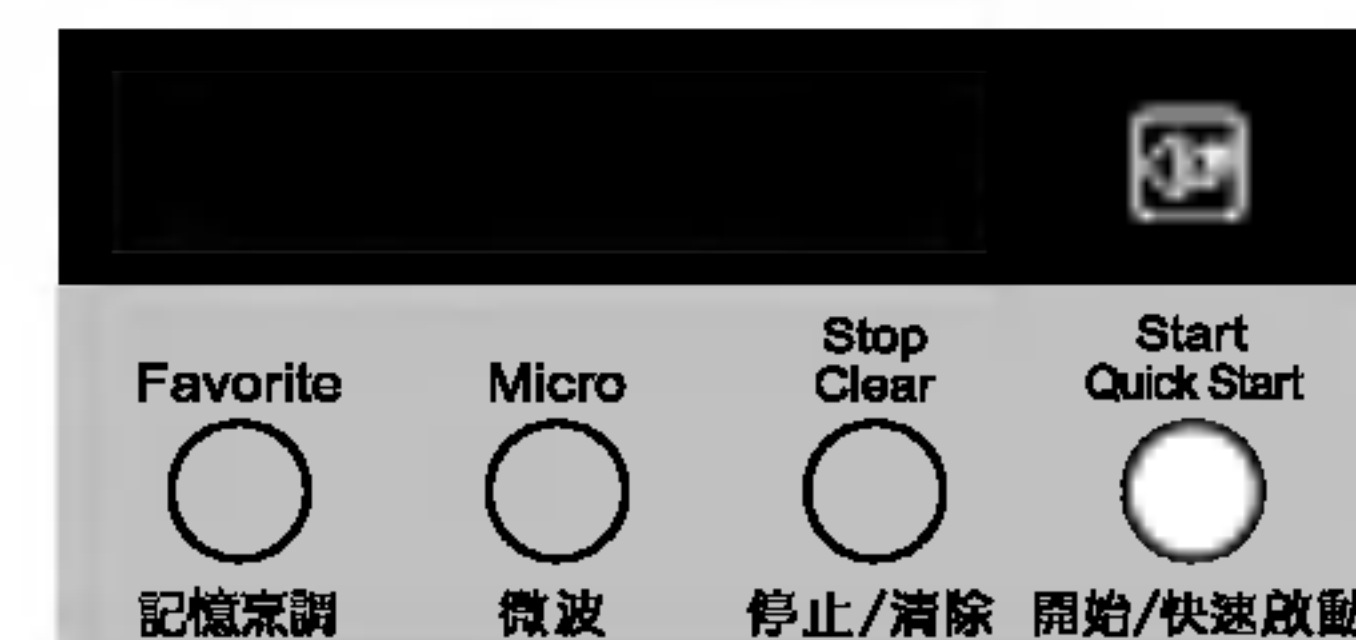 Favorite
Micro
Stop
Clear
Start
Quick Start
記憶烹調
微波
停止/清除
開始/快速啟動